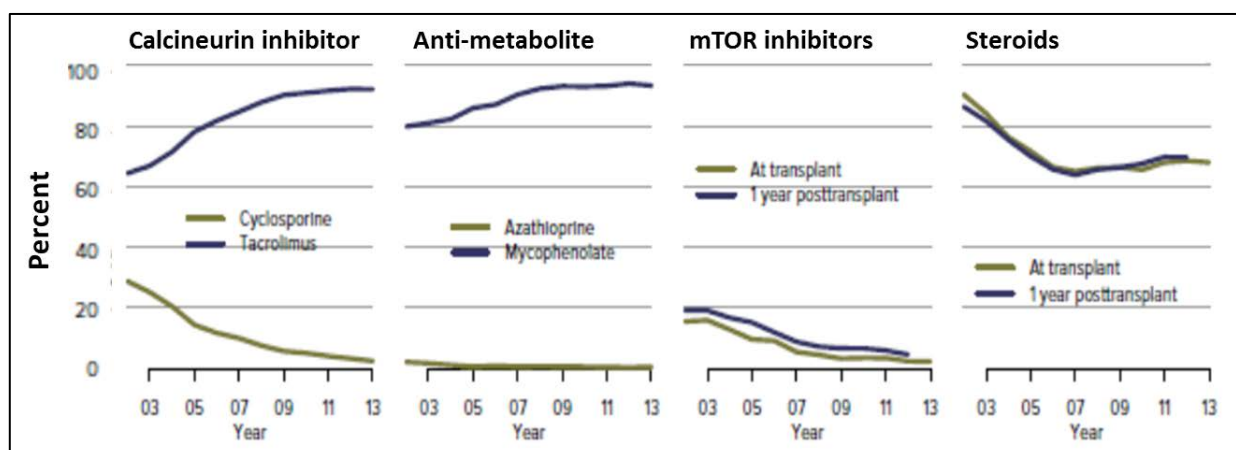 Calcineurin inhibitor
Anti-metabolite
mTOR inhibitors
Steroids
Percent
100
80
60
40
20
0
Cyclosporine
Tacrolimus
03 05 07 09 11 13
Year
Azathioprine
Mycophenolate
03 05 07 09 11 13
Year
At transplant
1 year posttransplant
03 05 07 09 11 13
Year
At transplant
1 year posttransplant
03 05 07 09 11 13
Year